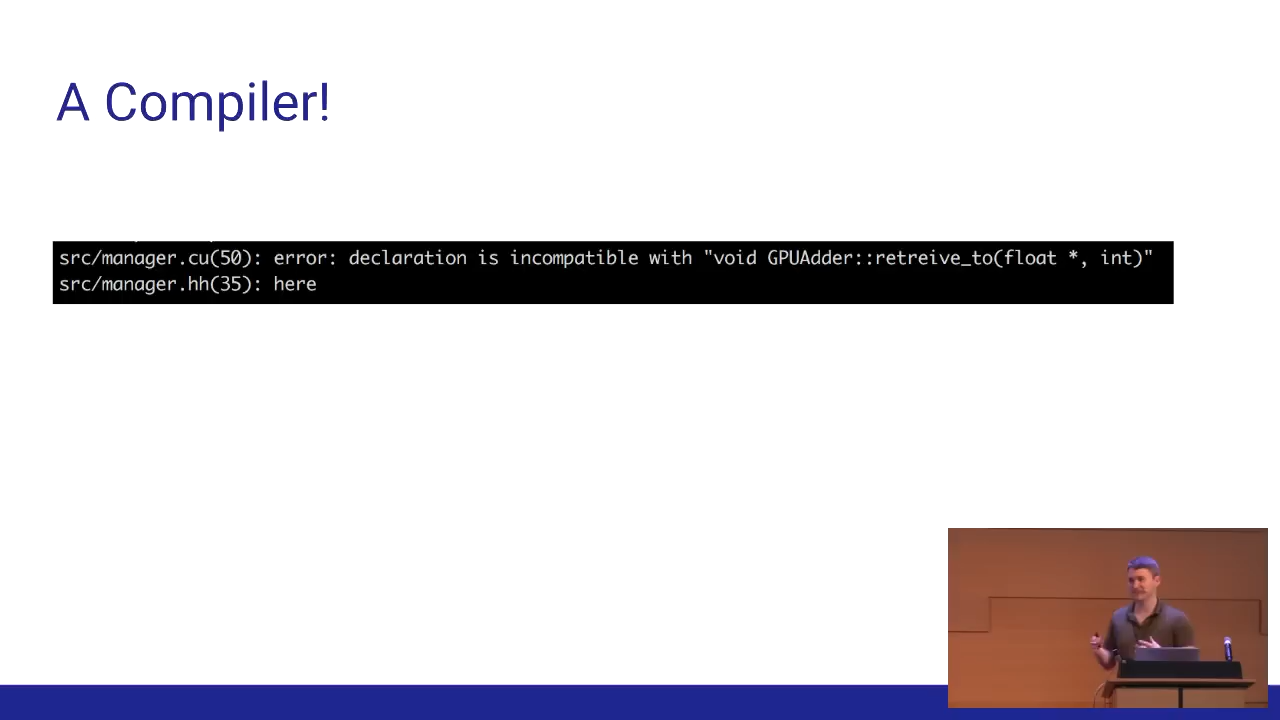 A Compiler!
src/manager.cu(50): error: declaration is incompatible with "void GPUAdder::retreive_to(float *, int)"
src/manager.hh(35): here